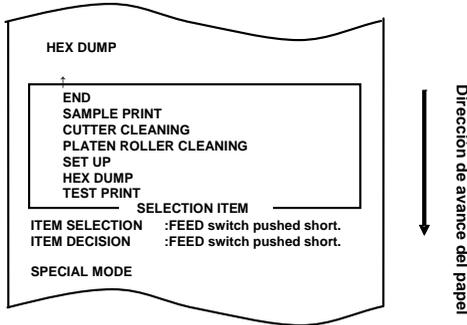 HEX DUMP
↑
END
SAMPLE PRINT
CUTTER CLEANING
PLATEN ROLLER CLEANING
SET UP
HEX DUMP
TEST PRINT
SELECTION ITEM
ITEM SELECTION :FEED switch pushed short.
ITEM DECISION :FEED switch pushed short.
SPECIAL MODE
Dirección de avance del papel